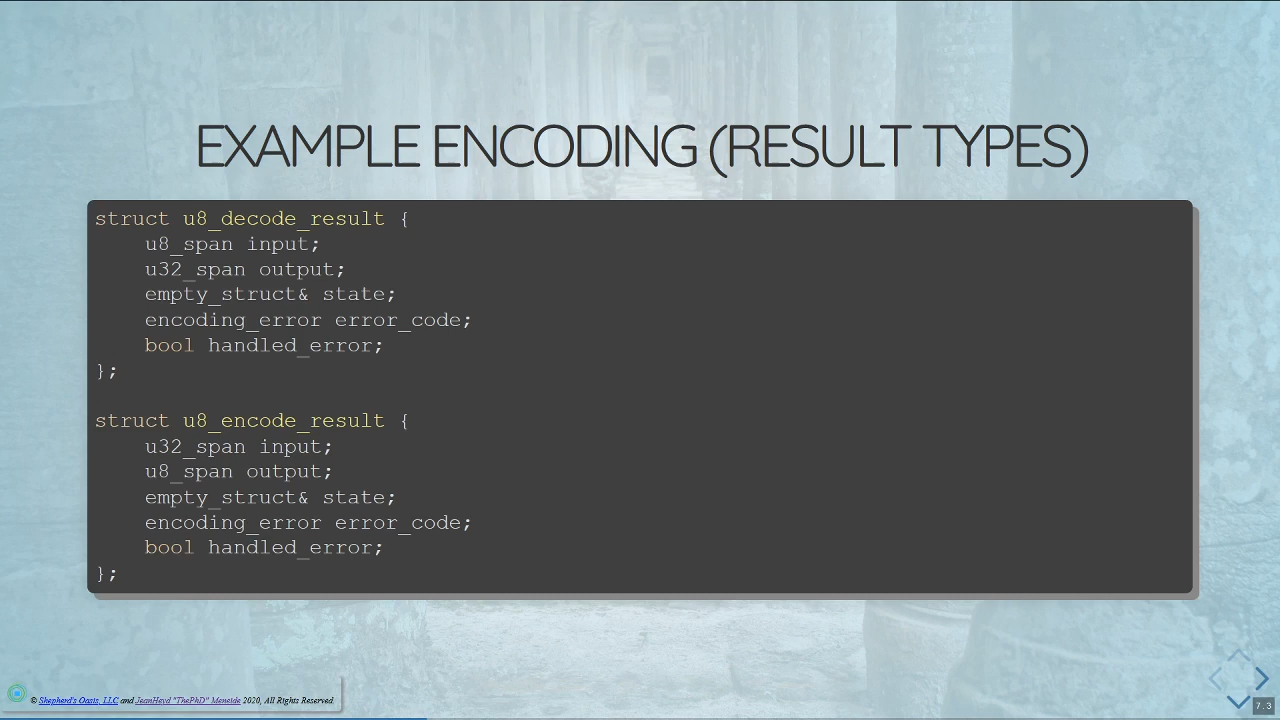 EXAMPLE ENCODING (RESULT TYPES)
struct u8_decode_result {
    u8_span input;
    u32_span output;
    empty_struct& state;
    encoding_error error_code;
    bool handled_error;
};

struct u8_encode_result {
    u32_span input;
    u8_span output;
    empty_struct& state;
    encoding_error error_code;
    bool handled_error;
};
© Shepherd's Oasis, LLC and JeanHeyd "ThePhD" Meneide 2020, All Rights Reserved.
7.3